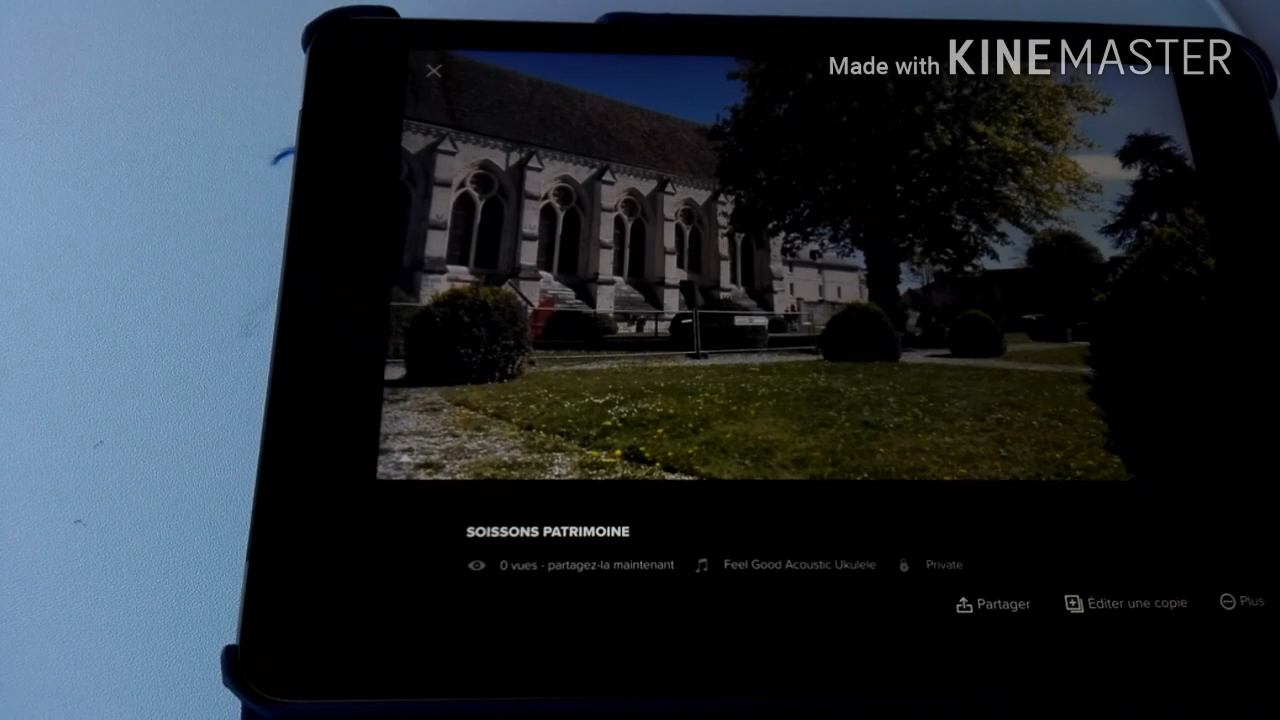 Made with KINEMASTER
SOISSONS PATRIMOINE
0 vues - partagez-la maintenant Feel Good Acoustic Ukulele Private
Partager Éditer une copie Plus